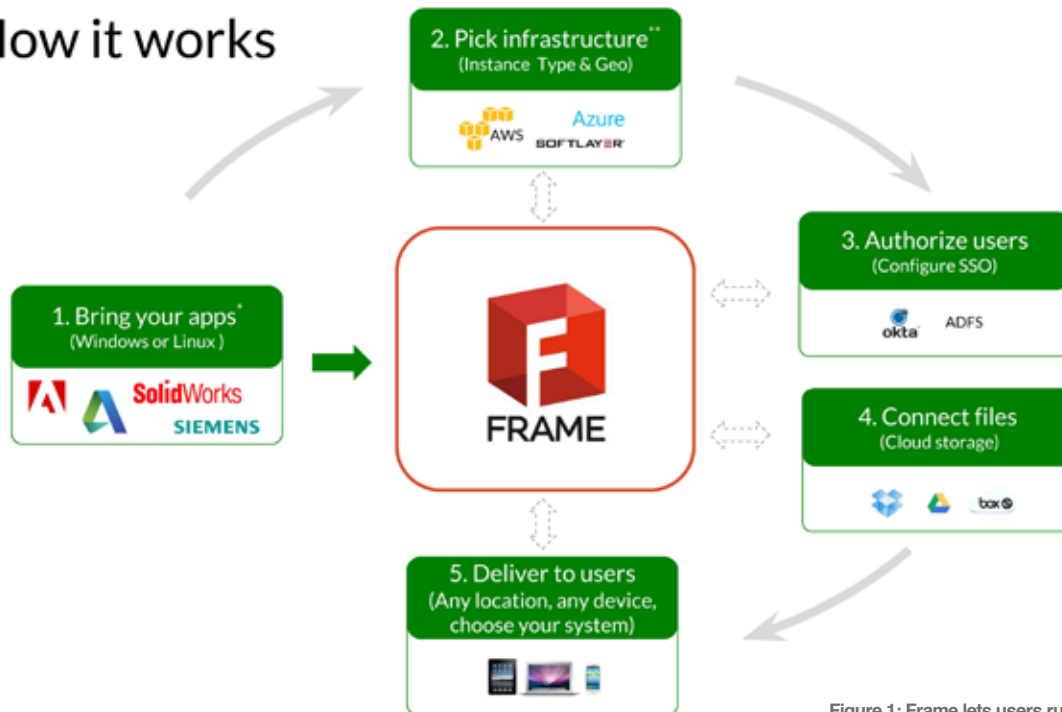 How it works
2. Pick infrastructure**
(Instance Type & Geo)
AWS
Azure
SOFTLAYER
1. Bring your apps*
(Windows or Linux )
SolidWorks
SIEMENS
F
FRAME
3. Authorize users
(Configure SSO)
okta
ADFS
4. Connect files
(Cloud storage)
box
5. Deliver to users
(Any location, any device,
choose your system)
Figure 1: Frame lets users ru